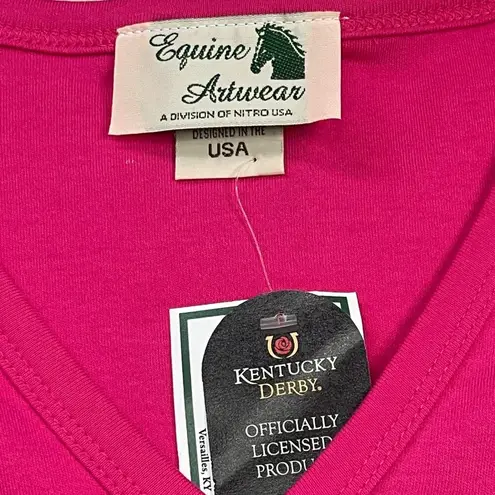 Equine
Artwear
A DIVISION OF NITRO USA
DESIGNED IN THE
USA
KENTUCKY
DERBY®
OFFICIALLY
LICENSED
PRODU
Versailles, KY